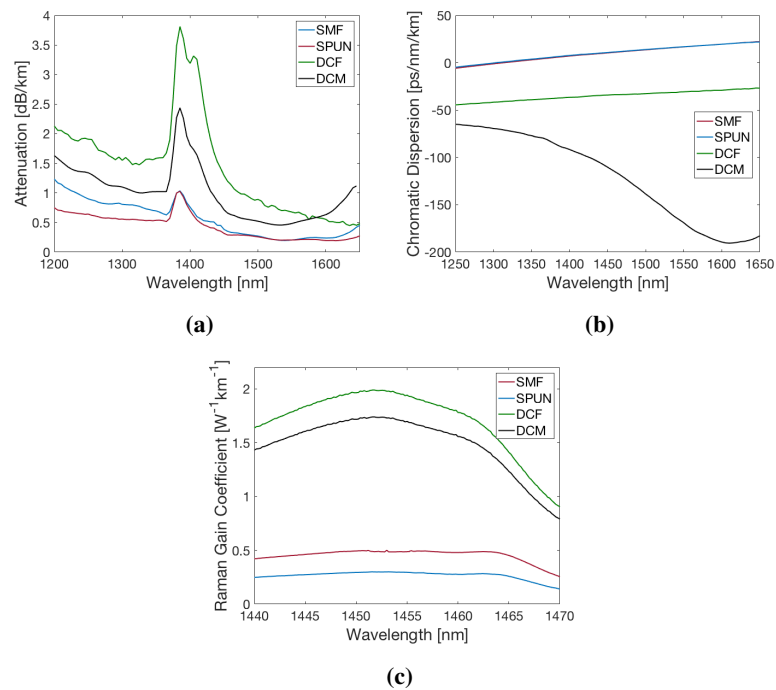 Attenuation [dB/km]
4
3.5
3
2.5
2
1.5
1
0.5
0
1200 1300 1400 1500 1600
Wavelength [nm]
SMF
SPUN
DCF
DCM
(a)
Chromatic Dispersion [ps/nm/km]
50
0
-50
-100
-150
-200
1250 1300 1350 1400 1450 1500 1550 1600 1650
Wavelength [nm]
SMF
SPUN
DCF
DCM
(b)
Raman Gain Coefficient [W⁻¹km⁻¹]
2
1.5
1
0.5
0
1440 1445 1450 1455 1460 1465 1470
Wavelength [nm]
SMF
SPUN
DCF
DCM
(c)